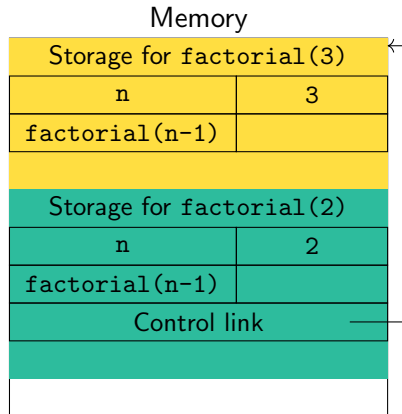 Memory
Storage for factorial(3)
n 3
factorial(n-1)
Storage for factorial(2)
n 2
factorial(n-1)
Control link